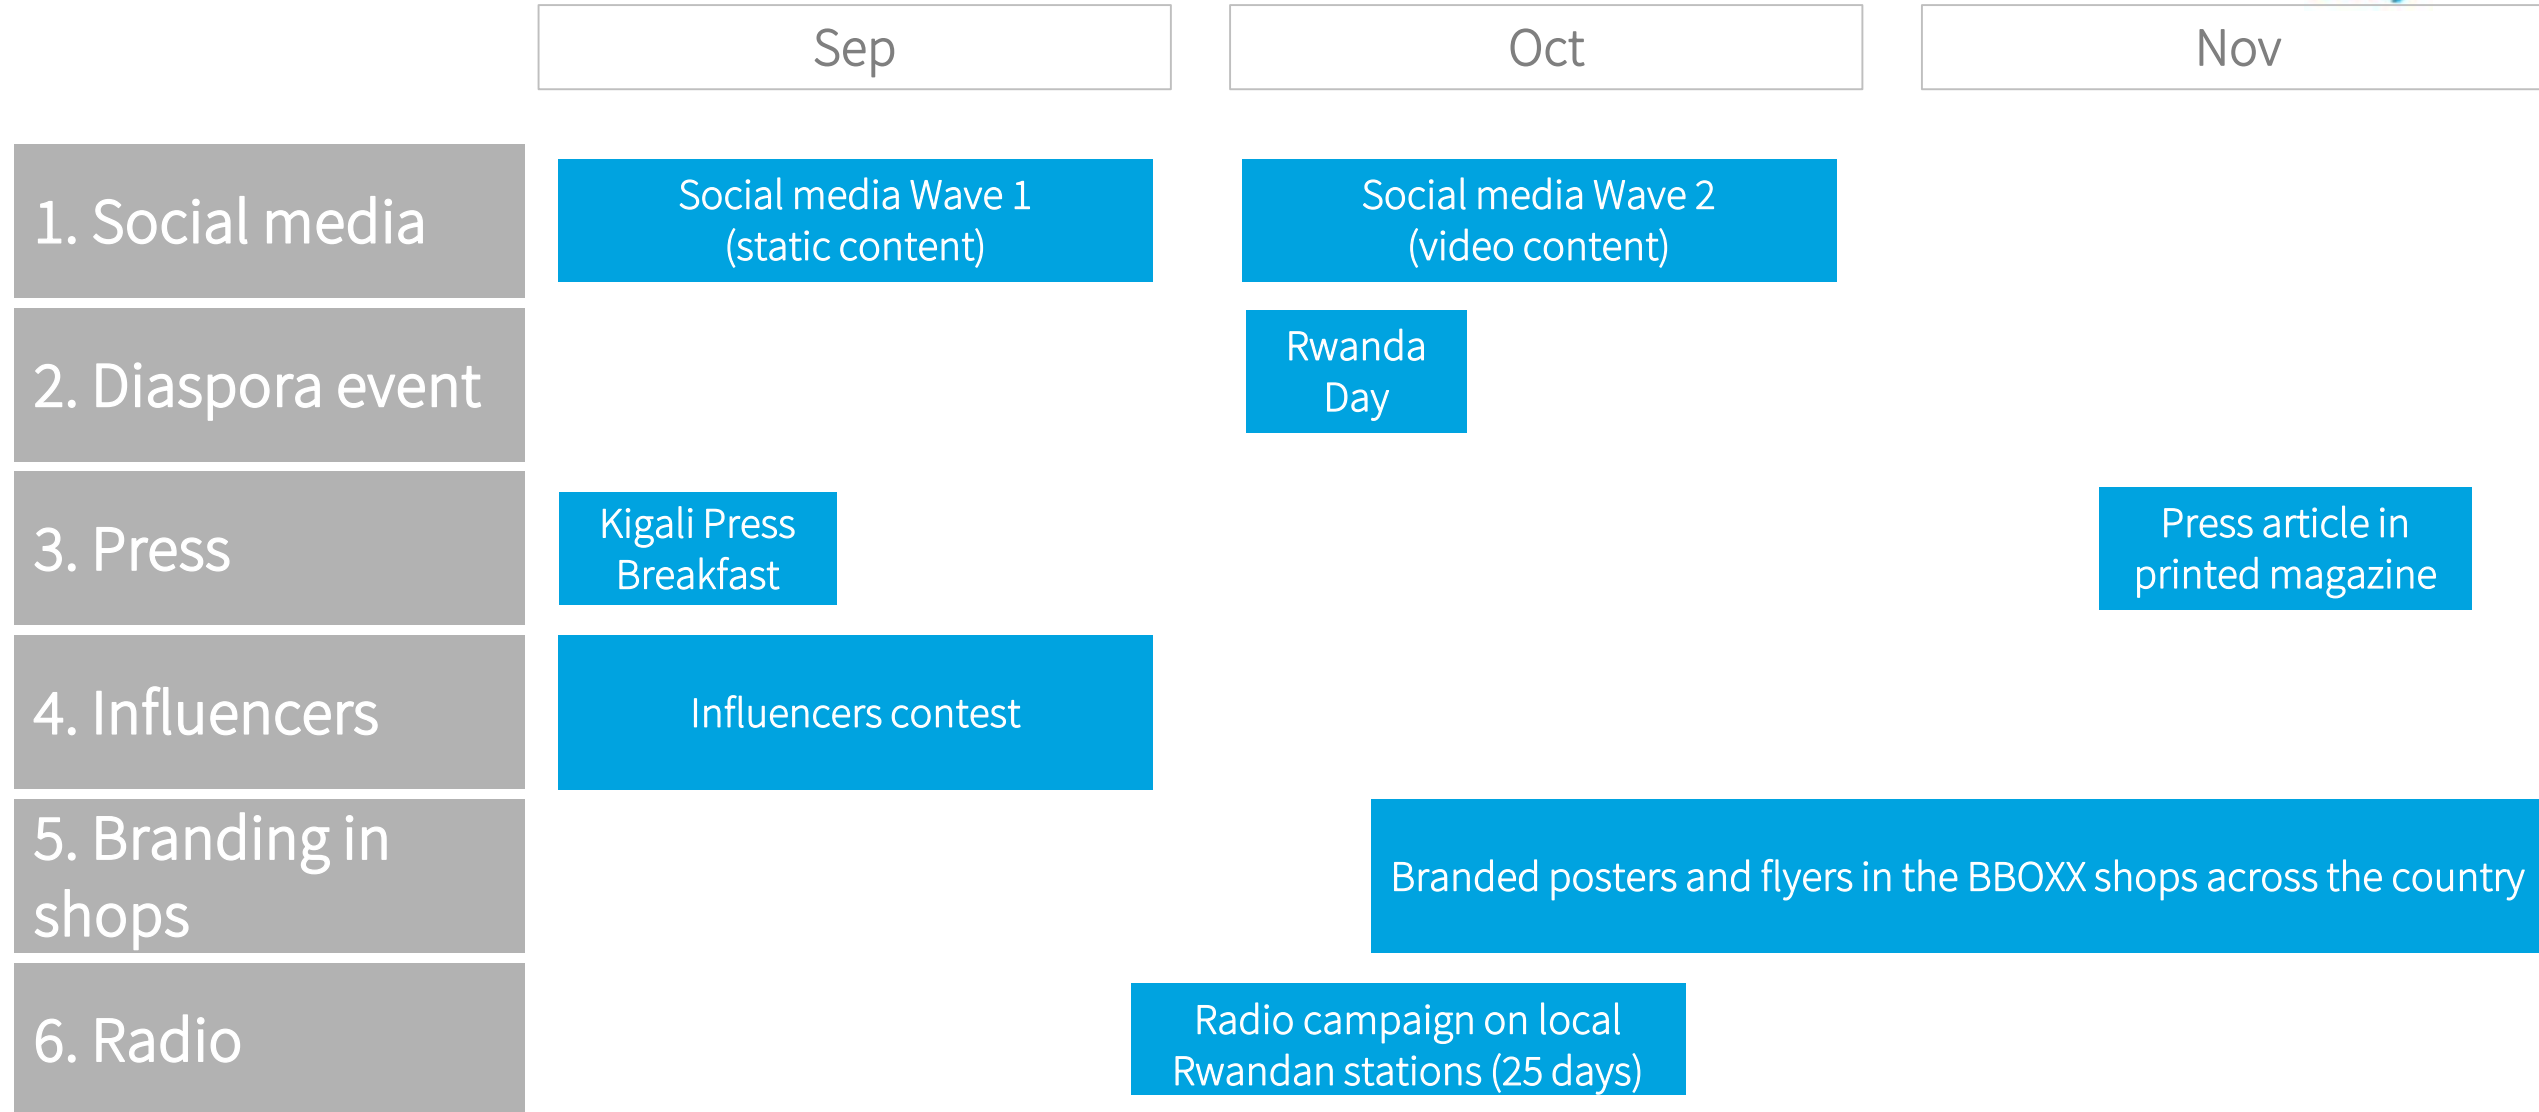 Sep
Oct
Nov
1. Social media
Social media Wave 1
(static content)
Social media Wave 2
(video content)
2. Diaspora event
Rwanda
Day
3. Press
Kigali Press
Breakfast
Press article in
printed magazine
4. Influencers
Influencers contest
5. Branding in
shops
Branded posters and flyers in the BBOXX shops across the country
6. Radio
Radio campaign on local
Rwandan stations (25 days)